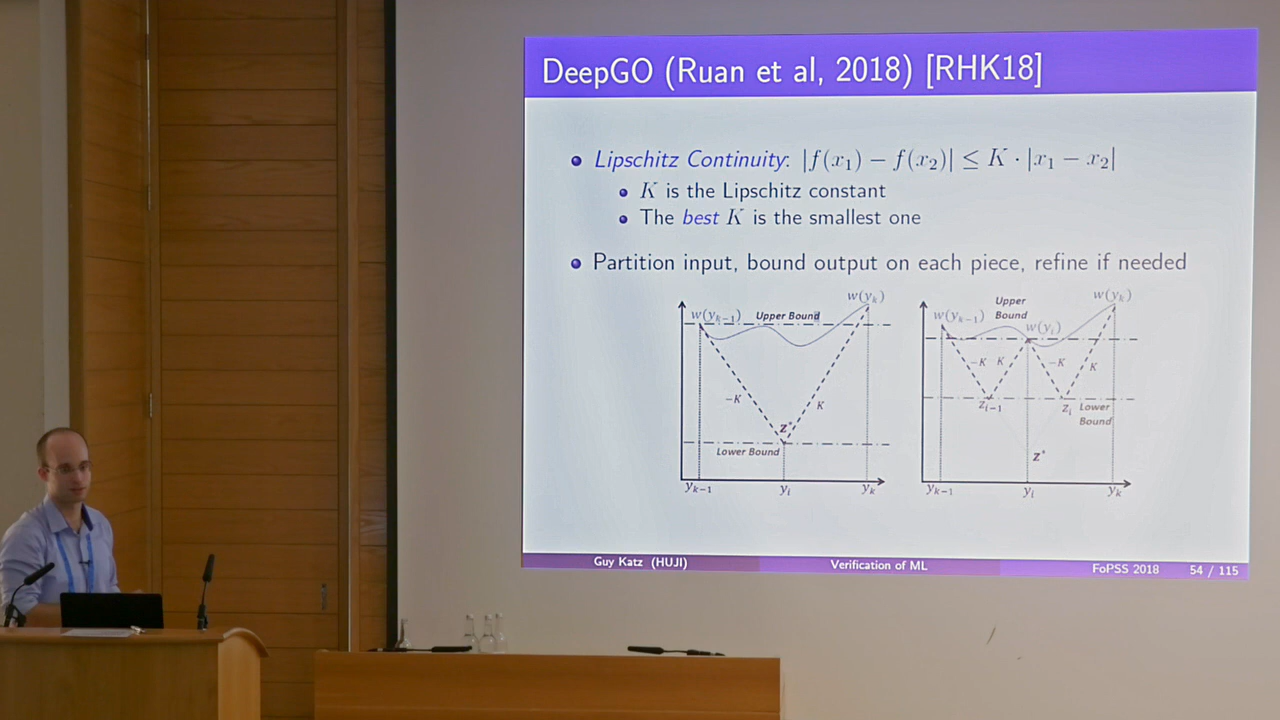 DeepGO (Ruan et al, 2018) [RHK18]
Lipschitz Continuity: |f(x₁) − f(x₂)| ≤ K · |x₁ − x₂|
K is the Lipschitz constant
The best K is the smallest one
Partition input, bound output on each piece, refine if needed
w(yₖ)
w(yₖ₋₁) Upper Bound
−K K
z*
Lower Bound
yₖ₋₁ yᵢ yₖ
w(yₖ)
Upper
Bound
w(yₖ₋₁)
w(yᵢ)
−K K −K K
zᵢ₋₁ zᵢ Lower
Bound
z*
yₖ₋₁ yᵢ yₖ
Guy Katz (HUJI) Verification of ML FoPSS 2018 54 / 115